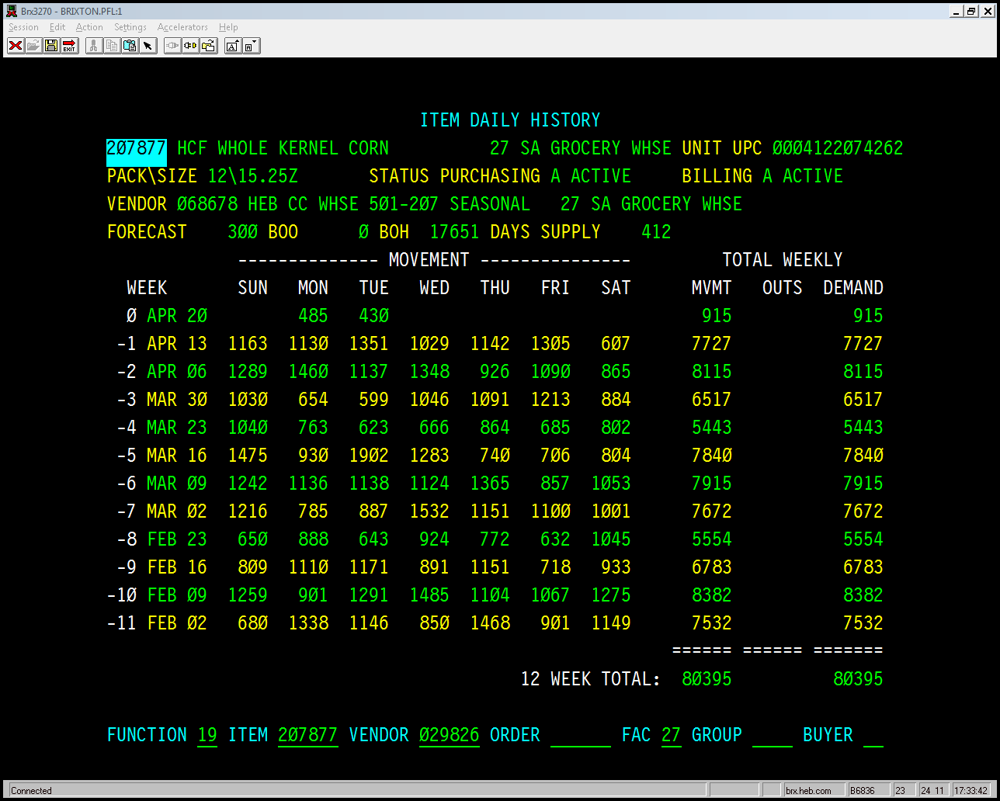 Brx3270 - BRIXTON.PFL:1
Session Edit Action Settings Accelerators Help
EXIT A A
ITEM DAILY HISTORY
207877 HCF WHOLE KERNEL CORN 27 SA GROCERY WHSE UNIT UPC 0004122074262
PACK\SIZE 12\15.25Z STATUS PURCHASING A ACTIVE BILLING A ACTIVE
VENDOR 068678 HEB CC WHSE 501-207 SEASONAL 27 SA GROCERY WHSE
FORECAST 300 BOO 0 BOH 17651 DAYS SUPPLY 412
-------------- MOVEMENT --------------- TOTAL WEEKLY
WEEK SUN MON TUE WED THU FRI SAT MVMT OUTS DEMAND
0 APR 20 485 430 915 915
-1 APR 13 1163 1130 1351 1029 1142 1305 607 7727 7727
-2 APR 06 1289 1460 1137 1348 926 1090 865 8115 8115
-3 MAR 30 1030 654 599 1046 1091 1213 884 6517 6517
-4 MAR 23 1040 763 623 666 864 685 802 5443 5443
-5 MAR 16 1475 930 1902 1283 740 706 804 7840 7840
-6 MAR 09 1242 1136 1138 1124 1365 857 1053 7915 7915
-7 MAR 02 1216 785 887 1532 1151 1100 1001 7672 7672
-8 FEB 23 650 888 643 924 772 632 1045 5554 5554
-9 FEB 16 809 1110 1171 891 1151 718 933 6783 6783
-10 FEB 09 1259 901 1291 1485 1104 1067 1275 8382 8382
-11 FEB 02 680 1338 1146 850 1468 901 1149 7532 7532
====== ====== =======
12 WEEK TOTAL: 80395 80395
FUNCTION 19 ITEM 207877 VENDOR 029826 ORDER FAC 27 GROUP BUYER
Connected brx.heb.com B6836 23 24 11 17:33:42